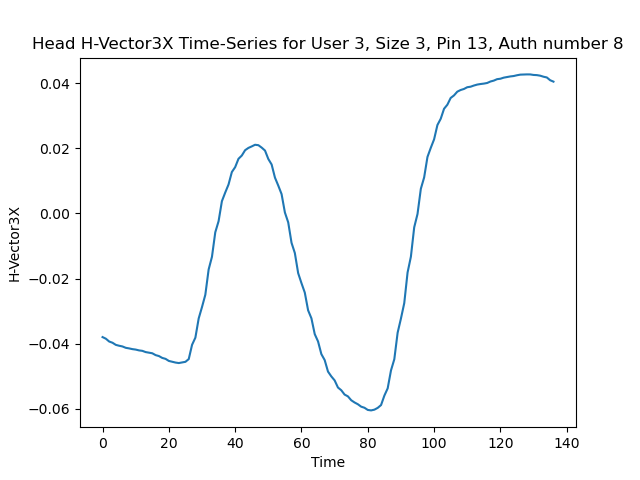 Head H-Vector3X Time-Series for User 3, Size 3, Pin 13, Auth number 8
H-Vector3X
0.04
0.02
0.00
−0.02
−0.04
−0.06
0 20 40 60 80 100 120 140
Time